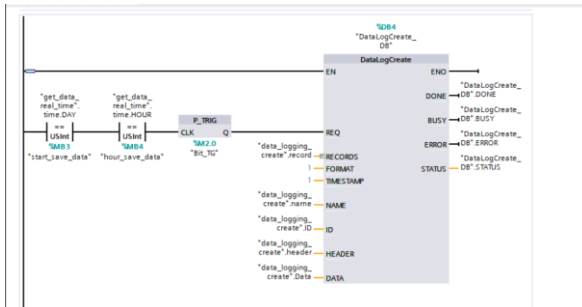 %DB4
"DataLogCreate_
DB"
DataLogCreate
EN
ENO
"get_data_
real_time".
time.DAY
==
USInt
%MB3
"start_save_data"
"get_data_
real_time".
time.HOUR
==
USInt
%MB4
"hour_save_data"
P_TRIG
CLK
Q
%M2.0
"Bit_TG"
REQ
"data_logging_
create".record
RECORDS
1
FORMAT
1
TIMESTAMP
"data_logging_
create".name
NAME
"data_logging_
create".ID
ID
"data_logging_
create".header
HEADER
"data_logging_
create".Data
DATA
DONE
"DataLogCreate_
DB".DONE
BUSY
"DataLogCreate_
DB".BUSY
ERROR
"DataLogCreate_
DB".ERROR
STATUS
"DataLogCreate_
DB".STATUS